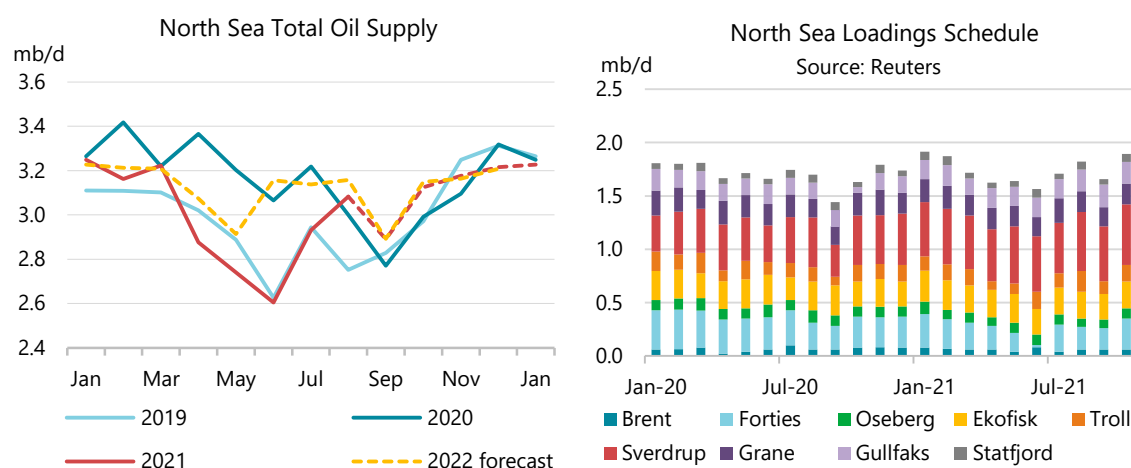 North Sea Total Oil Supply
mb/d
3.6
3.4
3.2
3.0
2.8
2.6
2.4
Jan Mar May Jul Sep Nov Jan
2019 2020
2021 2022 forecast
North Sea Loadings Schedule
mb/d Source: Reuters
2.5
2.0
1.5
1.0
0.5
0.0
Jan-20 Jul-20 Jan-21 Jul-21
Brent Forties Oseberg Ekofisk Troll
Sverdrup Grane Gullfaks Statfjord